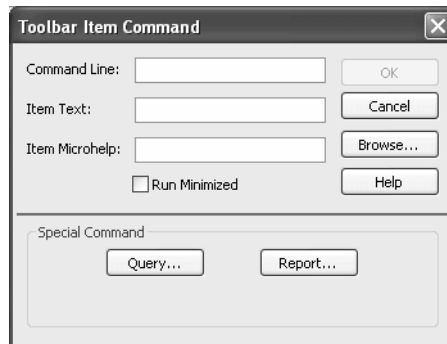 Toolbar Item Command
Command Line:
OK
Item Text:
Cancel
Item Microhelp:
Browse...
Run Minimized
Help
Special Command
Query...
Report...